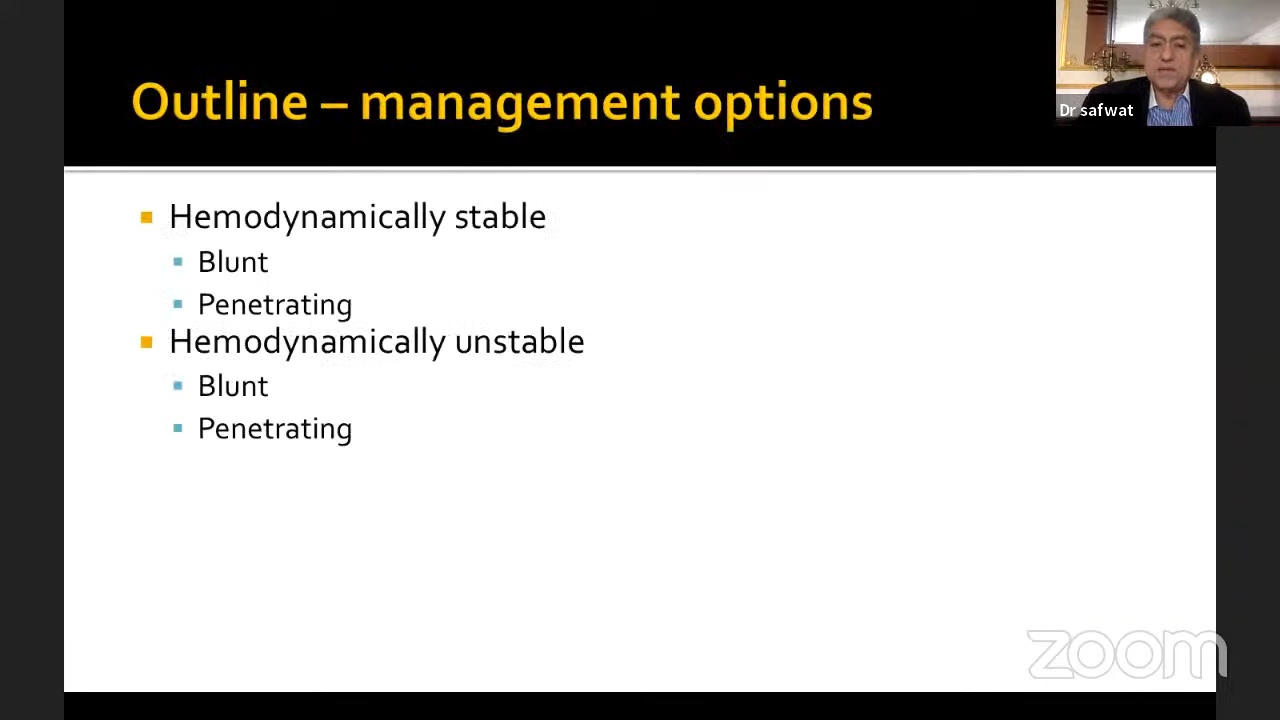 Outline – management options
Dr safwat
Hemodynamically stable
Blunt
Penetrating
Hemodynamically unstable
Blunt
Penetrating
zoom